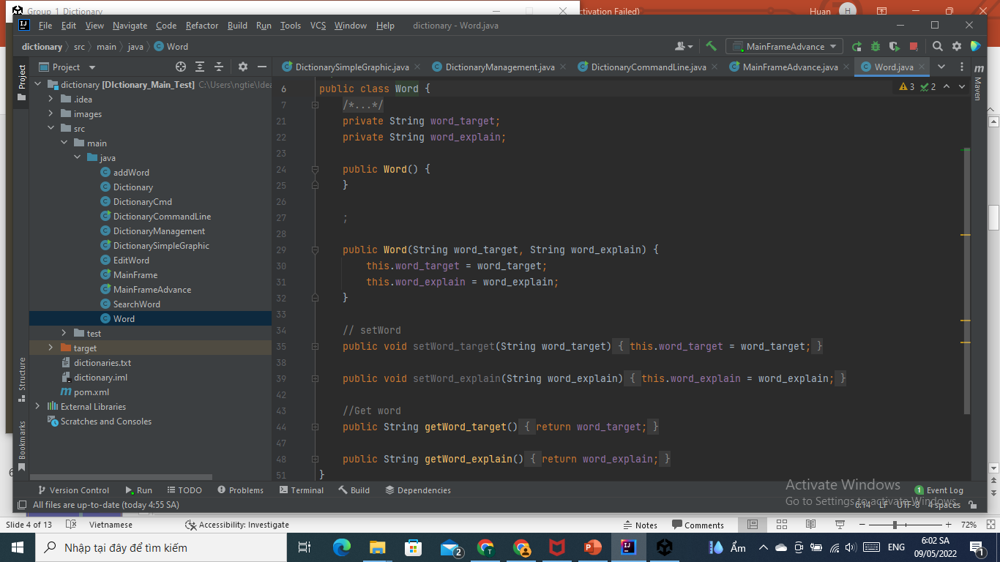 Group_1_Dictionary
ctivation Failed)
Huan
H
IJ
File Edit View Navigate Code Refactor Build Run Tools VCS Window Help dictionary - Word.java
dictionary src main java Word
MainFrameAdvance
Project
DictionarySimpleGraphic.java DictionaryManagement.java DictionaryCommandLine.java MainFrameAdvance.java Word.java
Project
Structure
Bookmarks
m Maven
dictionary [DIctionary_Main_Test] C:\Users\ngtie\Idea
.idea
images
src
main
java
addWord
Dictionary
DictionaryCmd
DictionaryCommandLine
DictionaryManagement
DictionarySimpleGraphic
EditWord
MainFrame
MainFrameAdvance
SearchWord
Word
test
target
dictionaries.txt
dictionary.iml
pom.xml
External Libraries
Scratches and Consoles
3 2
6 public class Word {
7 /*...*/
21 private String word_target;
22 private String word_explain;
23
24 public Word() {
25 }
26
27 ;
28
29 public Word(String word_target, String word_explain) {
30 this.word_target = word_target;
31 this.word_explain = word_explain;
32 }
33
34 // setWord
35 public void setWord_target(String word_target) { this.word_target = word_target; }
38
39 public void setWord_explain(String word_explain) { this.word_explain = word_explain; }
42
43 //Get word
44 public String getWord_target() { return word_target; }
47
48 public String getWord_explain() { return word_explain; }
51 }
Version Control Run TODO Problems Terminal Build Dependencies
1 Event Log
Activate Windows
Go to Settings to activate Windows.
All files are up-to-date (today 4:55 SA)
6:14 LF UTF-8 4 spaces
Slide 4 of 13 Vietnamese Accessibility: Investigate Notes Comments 72%
Nhập tại đây để tìm kiếm
2
T
Ẩm
ENG
6:02 SA
09/05/2022
1